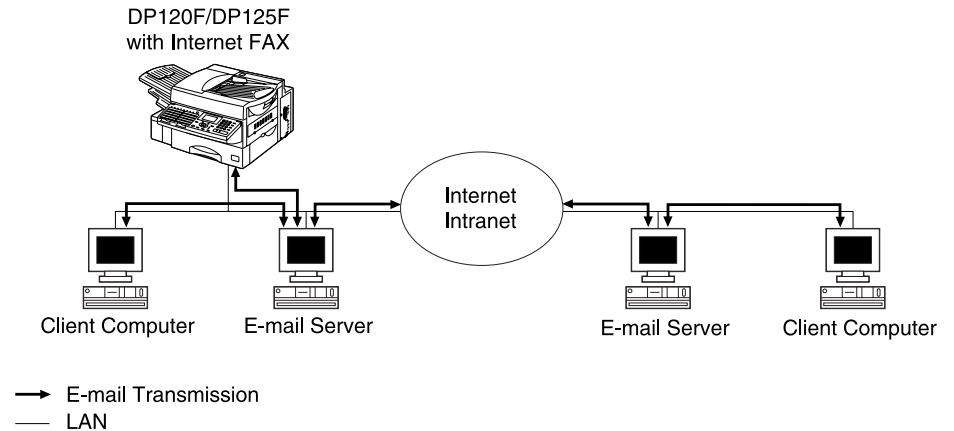 DP120F/DP125F
with Internet FAX
Internet
Intranet
Client Computer
E-mail Server
E-mail Server
Client Computer
E-mail Transmission
LAN